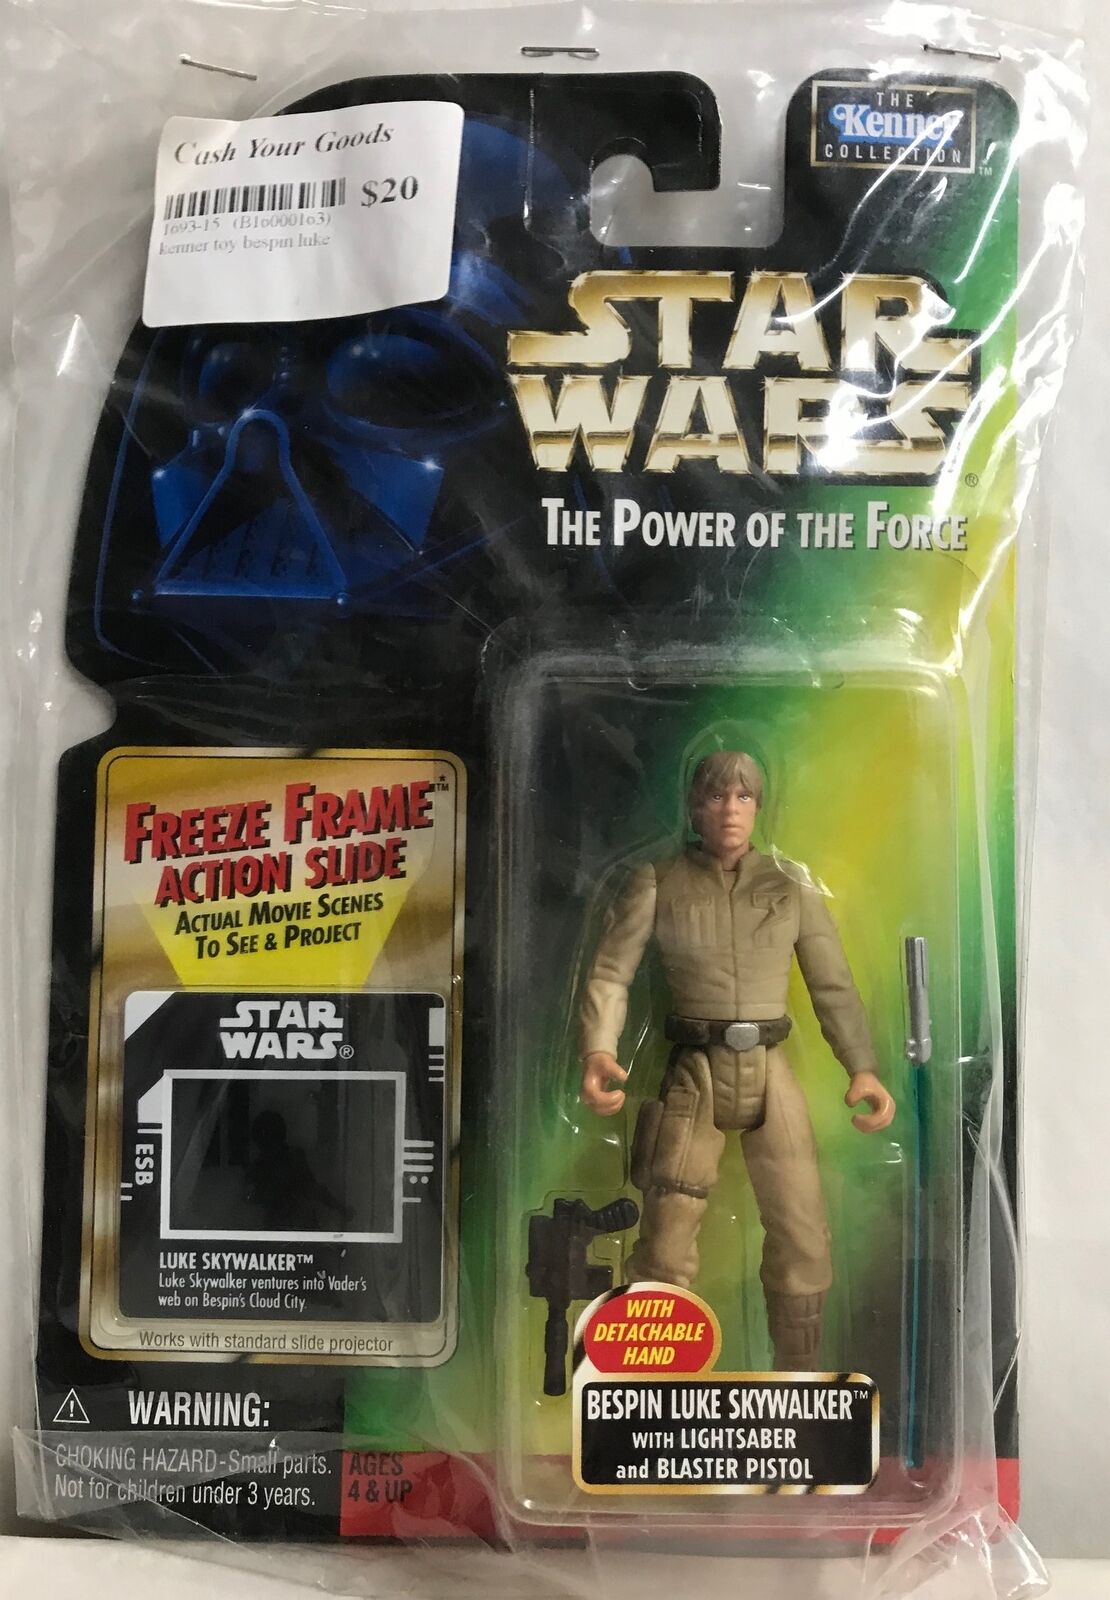 Cash Your Goods
$20
1693-15 (B16000163)
kenner toy bespin luke
THE
Kenner
COLLECTION
™
STAR
WARS®
THE POWER OF THE FORCE
FREEZE FRAME™*
ACTION SLIDE
ACTUAL MOVIE SCENES
TO SEE & PROJECT
STAR
WARS®
ESB
LUKE SKYWALKER™
Luke Skywalker ventures into Vader's
web on Bespin's Cloud City.
Works with standard slide projector
WITH
DETACHABLE
HAND
BESPIN LUKE SKYWALKER™
WITH LIGHTSABER
and BLASTER PISTOL
WARNING:
CHOKING HAZARD-Small parts.
Not for children under 3 years.
AGES
4 & UP